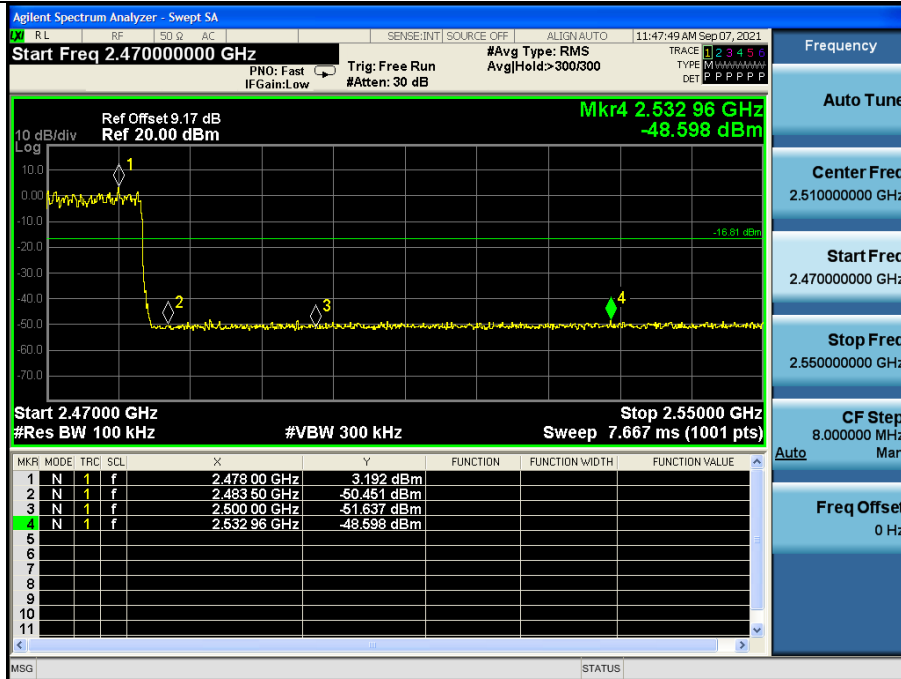 Agilent Spectrum Analyzer - Swept SA
LXI RL RF 50 Ω AC SENSE:INT SOURCE OFF ALIGN AUTO 11:47:49 AM Sep 07, 2021
Start Freq 2.470000000 GHz
PNO: Fast
IFGain:Low
Trig: Free Run
#Atten: 30 dB
#Avg Type: RMS
Avg|Hold:>300/300
TRACE 1 2 3 4 5 6
TYPE M
DET P P P P P P
Ref Offset 9.17 dB
10 dB/div Ref 20.00 dBm
Log
Mkr4 2.532 96 GHz
-48.598 dBm
10.0
0.00
-10.0
-20.0
-30.0
-40.0
-50.0
-60.0
-70.0
1
2
3
4
-16.81 dBm
Start 2.47000 GHz Stop 2.55000 GHz
#Res BW 100 kHz #VBW 300 kHz Sweep 7.667 ms (1001 pts)
MKR MODE TRC SCL X Y FUNCTION FUNCTION WIDTH FUNCTION VALUE
1 N 1 f 2.478 00 GHz 3.192 dBm
2 N 1 f 2.483 50 GHz -50.451 dBm
3 N 1 f 2.500 00 GHz -51.637 dBm
4 N 1 f 2.532 96 GHz -48.598 dBm
5
6
7
8
9
10
11
MSG STATUS
Frequency
Auto Tune
Center Freq
2.510000000 GHz
Start Freq
2.470000000 GHz
Stop Freq
2.550000000 GHz
CF Step
8.000000 MHz
Auto Man
Freq Offset
0 Hz